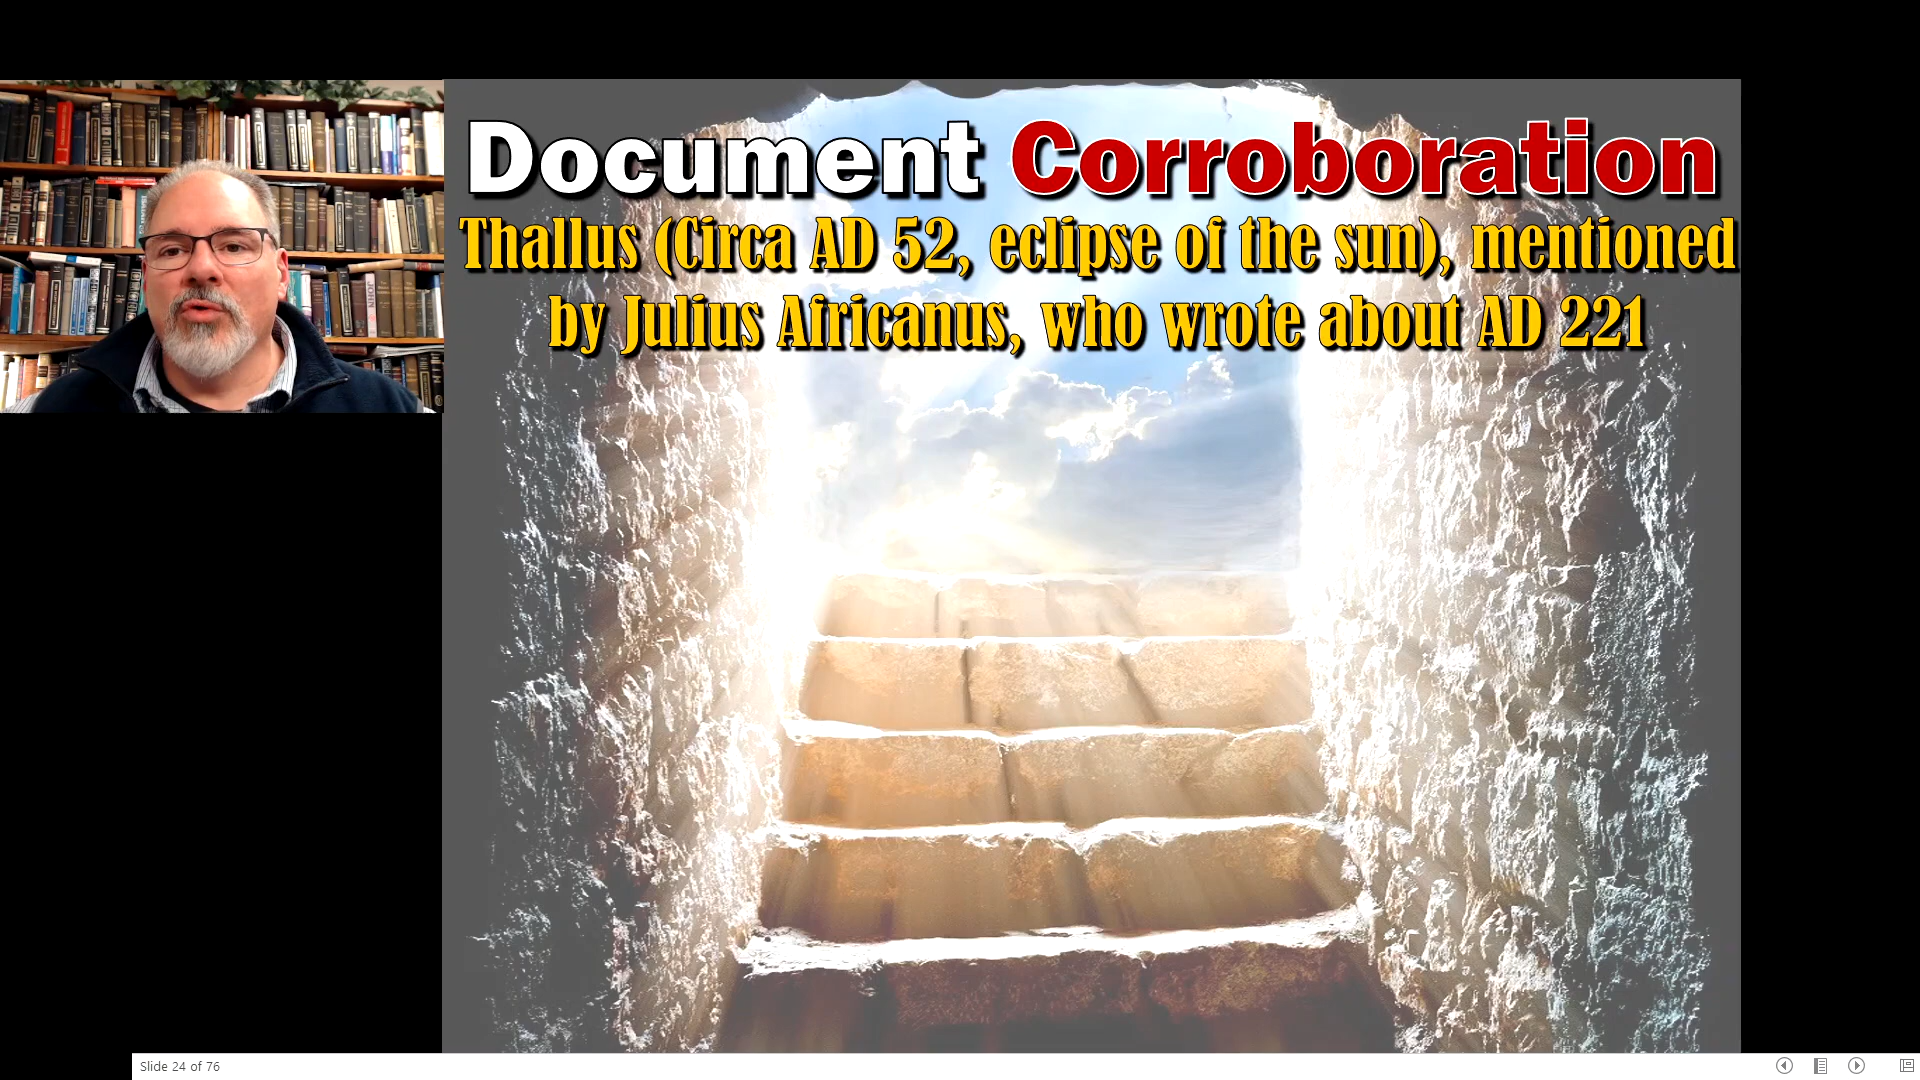 Document Corroboration
Thallus (Circa AD 52, eclipse of the sun), mentioned
by Julius Africanus, who wrote about AD 221
JOHN
Slide 24 of 76